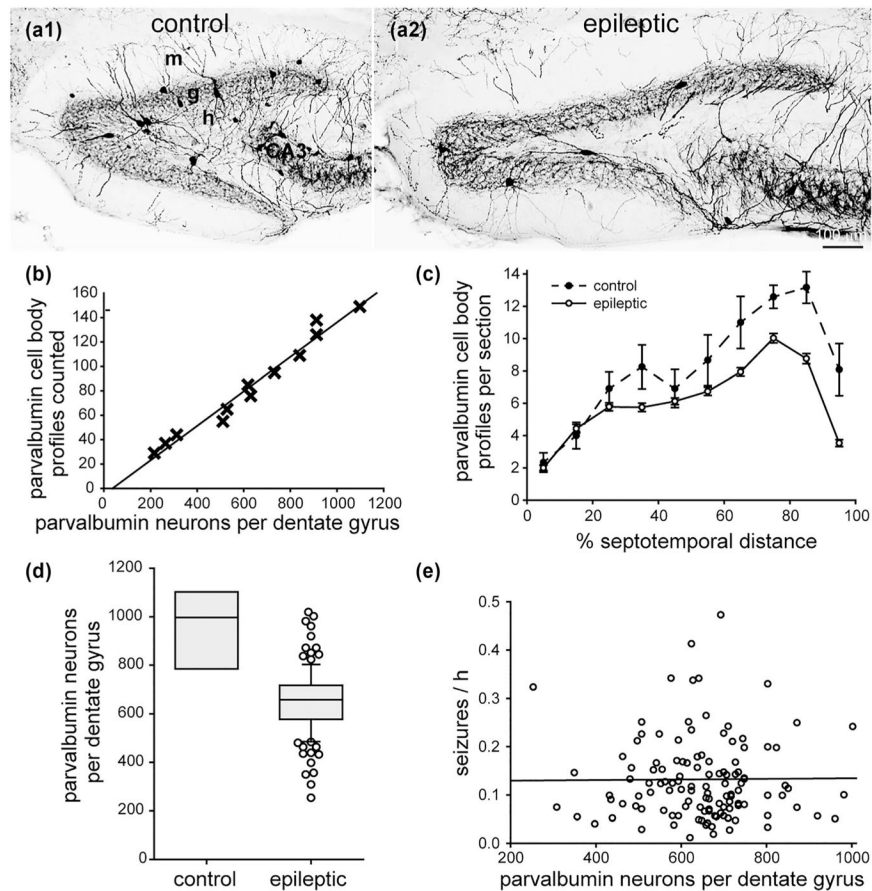 (a1) control
m
g
h
CA3
(a2) epileptic
100 µm
(b)
parvalbumin cell body
profiles counted
160
140
120
100
80
60
40
20
0
0 200 400 600 800 1000 1200
parvalbumin neurons per dentate gyrus
(c)
parvalbumin cell body
profiles per section
14
12
10
8
6
4
2
0
control
epileptic
0 20 40 60 80 100
% septotemporal distance
(d)
parvalbumin neurons
per dentate gyrus
1200
1000
800
600
400
200
0
control epileptic
(e)
seizures / h
0.5
0.4
0.3
0.2
0.1
0.0
200 400 600 800 1000
parvalbumin neurons per dentate gyrus